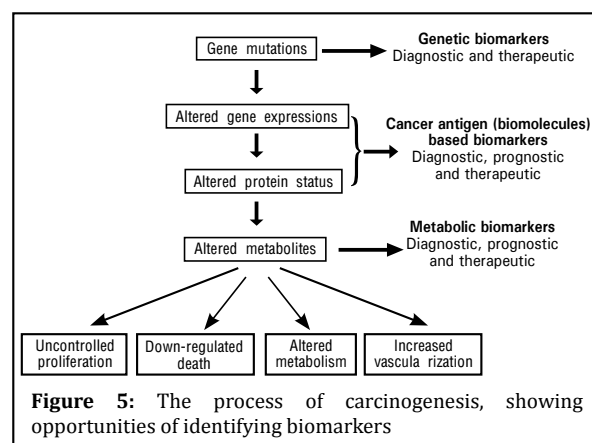 Gene mutations
Genetic biomarkers
Diagnostic and therapeutic
Altered gene expressions
Cancer antigen (biomolecules)
based biomarkers
Diagnostic, prognostic
and therapeutic
Altered protein status
Altered metabolites
Metabolic biomarkers
Diagnostic, prognostic
and therapeutic
Uncontrolled
proliferation
Down-regulated
death
Altered
metabolism
Increased
vascula rization
Figure 5: The process of carcinogenesis, showing
opportunities of identifying biomarkers